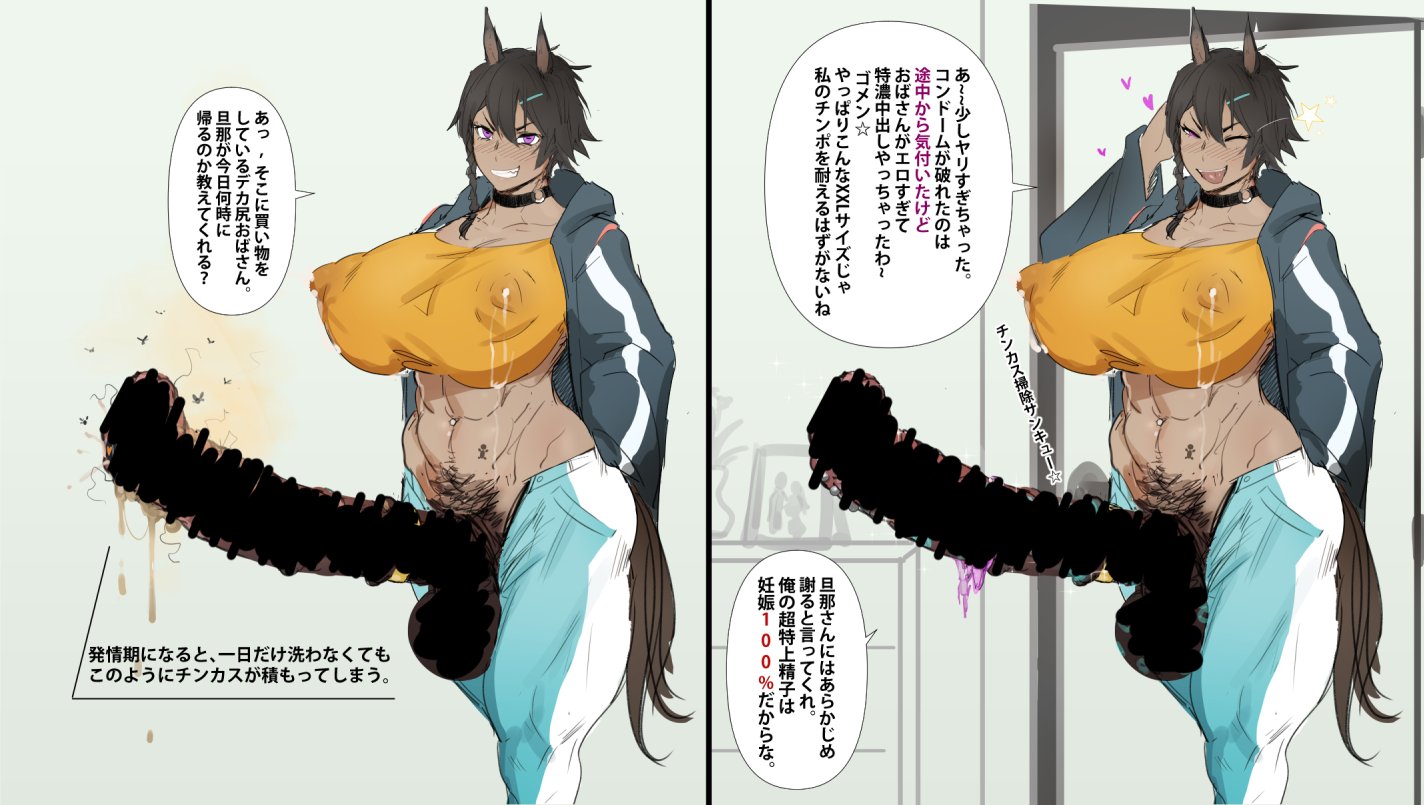 あっ，そこに買い物を
しているデカ尻おばさん。
旦那が今日何時に
帰るのか教えてくれる？
発情期になると、一日だけ洗わなくても
このようにチンカスが積もってしまう。
あ～～少しヤリすぎちゃった。
コンドームが破れたのは
途中から気付いたけど
おばさんがエロすぎて
特濃中出しゃっちゃったわ～
ゴメン☆
やっぱりこんなXXLサイズじゃ
私のチンポを耐えるはずがないね
チンカス掃除サンキュー☆
旦那さんにはあらかじめ
謝ると言ってくれ。
俺の超特上精子は
妊娠100%だからな。